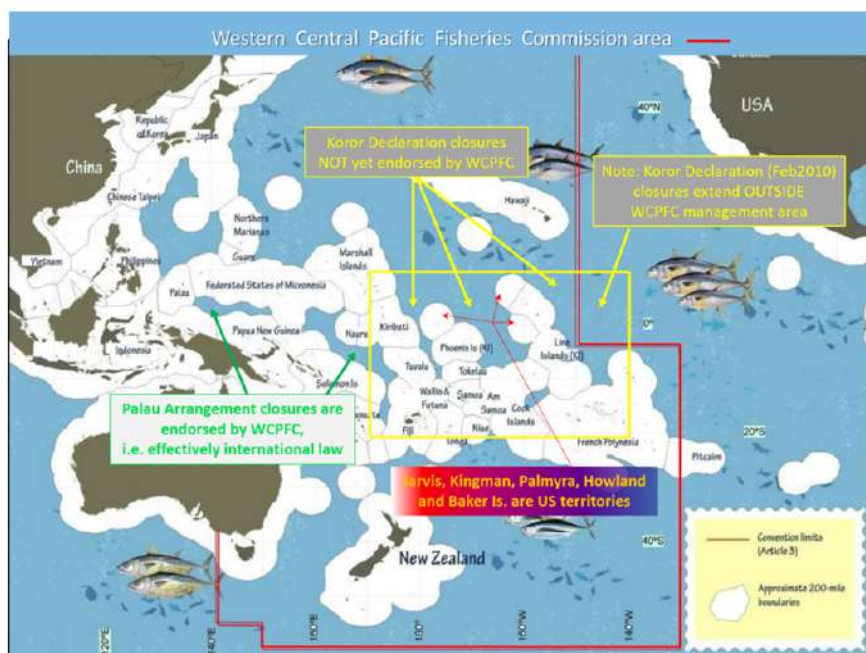 Western Central Pacific Fisheries Commission area
USA
40°N
Republic
of Korea
Japan
China
Koror Declaration closures
NOT yet endorsed by WCPFC
Note: Koror Declaration (Feb2010)
closures extend OUTSIDE
WCPFC management area
Chinese Taipei
Hawaii
Northern
Marianas
Guam
Vietnam
Philippines
Marshall
Islands
Palau
Federated States of Micronesia
Nauru
Kiribati
0°
Papua New Guinea
Indonesia
Phoenix Is (KI)
Line
Islands (KI)
Solomon Is
Tuvalu
Tokelau
Wallis &
Futuna
Samoa
Am
Samoa
Cook
Islands
Fiji
Niue
Tonga
French Polynesia
Pitcairn
20°S
Palau Arrangement closures are
endorsed by WCPFC,
i.e. effectively international law
Jarvis, Kingman, Palmyra, Howland
and Baker Is. are US territories
40°S
New Zealand
Convention limits
(Article 3)
Approximate 200-mile
boundaries
120°E
140°E
160°E
180°
160°W
140°W